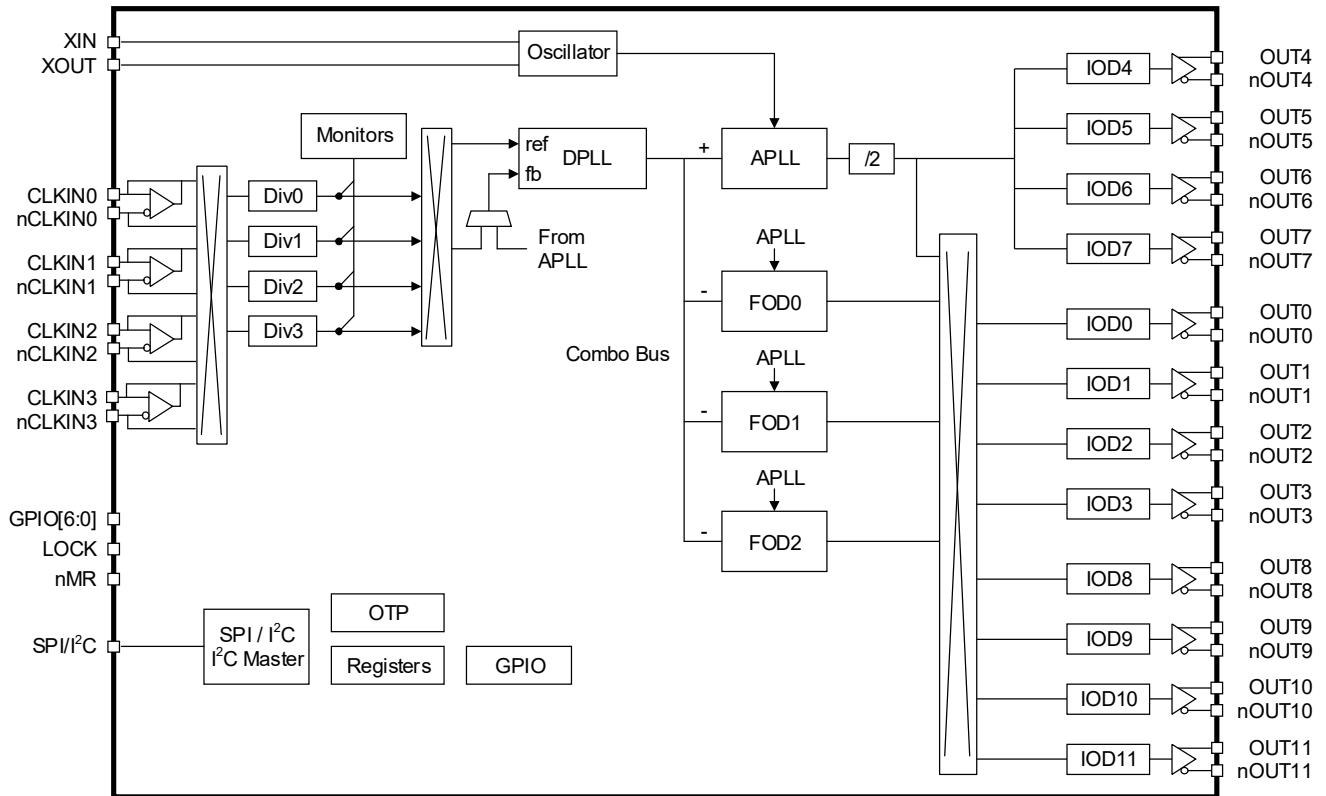 XIN
XOUT
Oscillator
Monitors
ref
fb
DPLL
+
APLL
/2
CLKIN0
nCLKIN0
CLKIN1
nCLKIN1
CLKIN2
nCLKIN2
CLKIN3
nCLKIN3
Div0
Div1
Div2
Div3
From
APLL
APLL
-
FOD0
Combo Bus
APLL
-
FOD1
APLL
-
FOD2
GPIO[6:0]
LOCK
nMR
SPI/I²C
SPI / I²C
I²C Master
OTP
Registers
GPIO
IOD4
OUT4
nOUT4
IOD5
OUT5
nOUT5
IOD6
OUT6
nOUT6
IOD7
OUT7
nOUT7
IOD0
OUT0
nOUT0
IOD1
OUT1
nOUT1
IOD2
OUT2
nOUT2
IOD3
OUT3
nOUT3
IOD8
OUT8
nOUT8
IOD9
OUT9
nOUT9
IOD10
OUT10
nOUT10
IOD11
OUT11
nOUT11